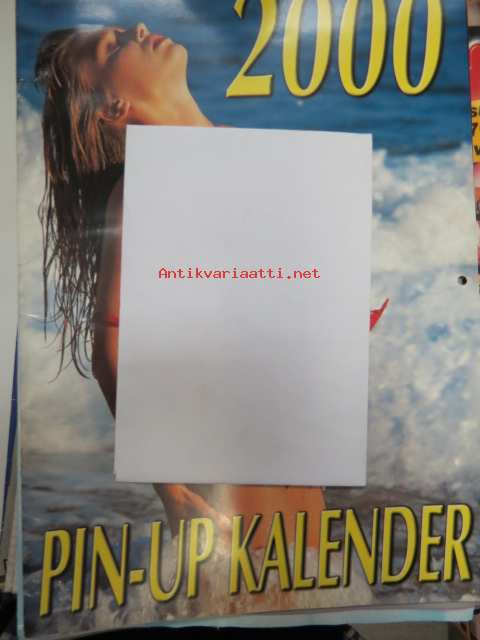 2000
Antikvariaatti.net
PIN-UP KALENDER